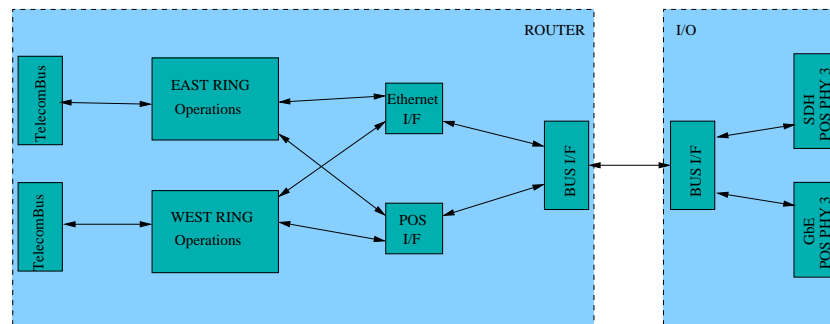 ROUTER
I/O
TelecomBus
EAST RING
Operations
Ethernet
I/F
BUS I/F
BUS I/F
SDH
POS PHY 3
TelecomBus
WEST RING
Operations
POS
I/F
GbE
POS PHY 3